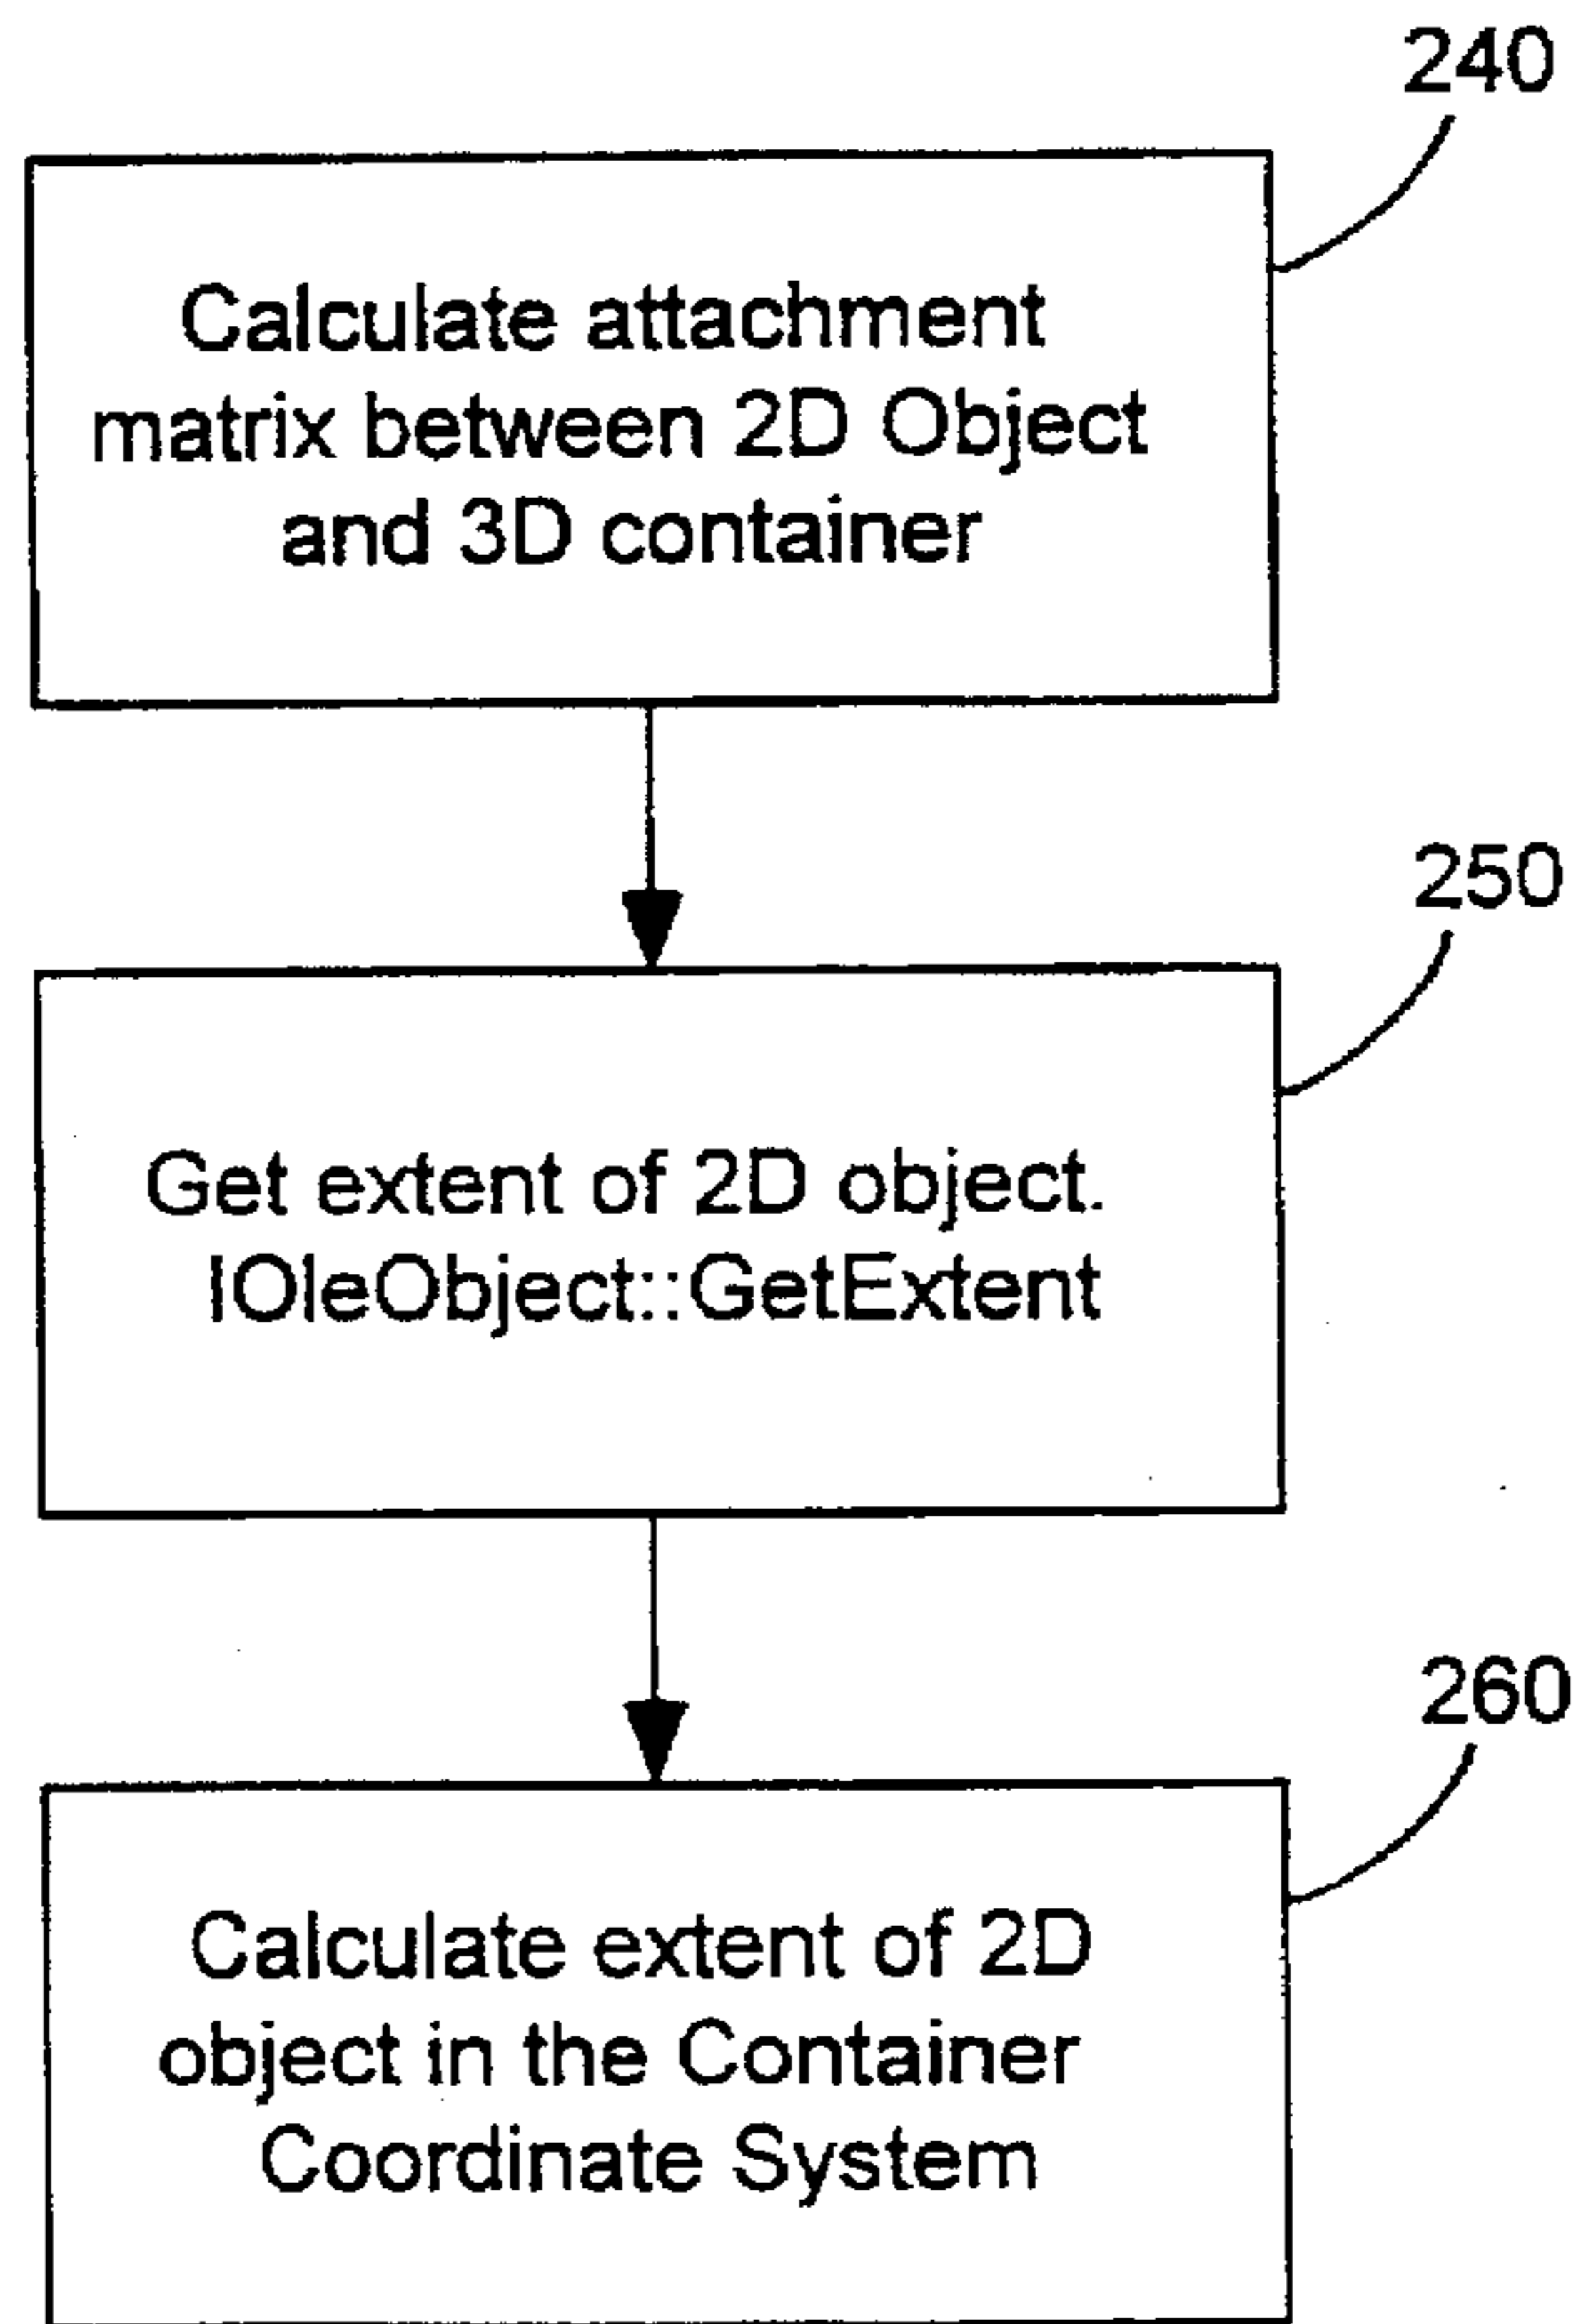 240
Calculate attachment
matrix between 2D Object
and 3D container
250
Get extent of 2D object.
IOleObject::GetExtent
260
Calculate extent of 2D
object in the Container
Coordinate System